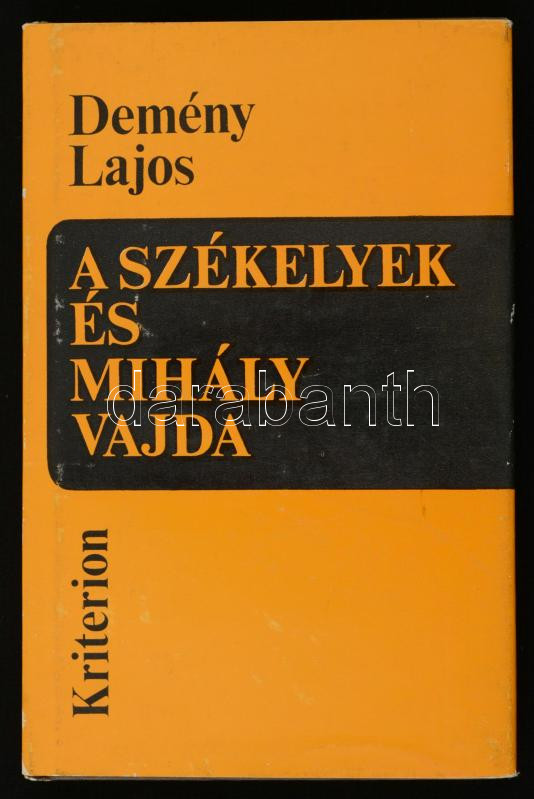 Demény
Lajos
A SZÉKELYEK
ÉS
MIHÁLY
VAJDA
darabanth
Kriterion